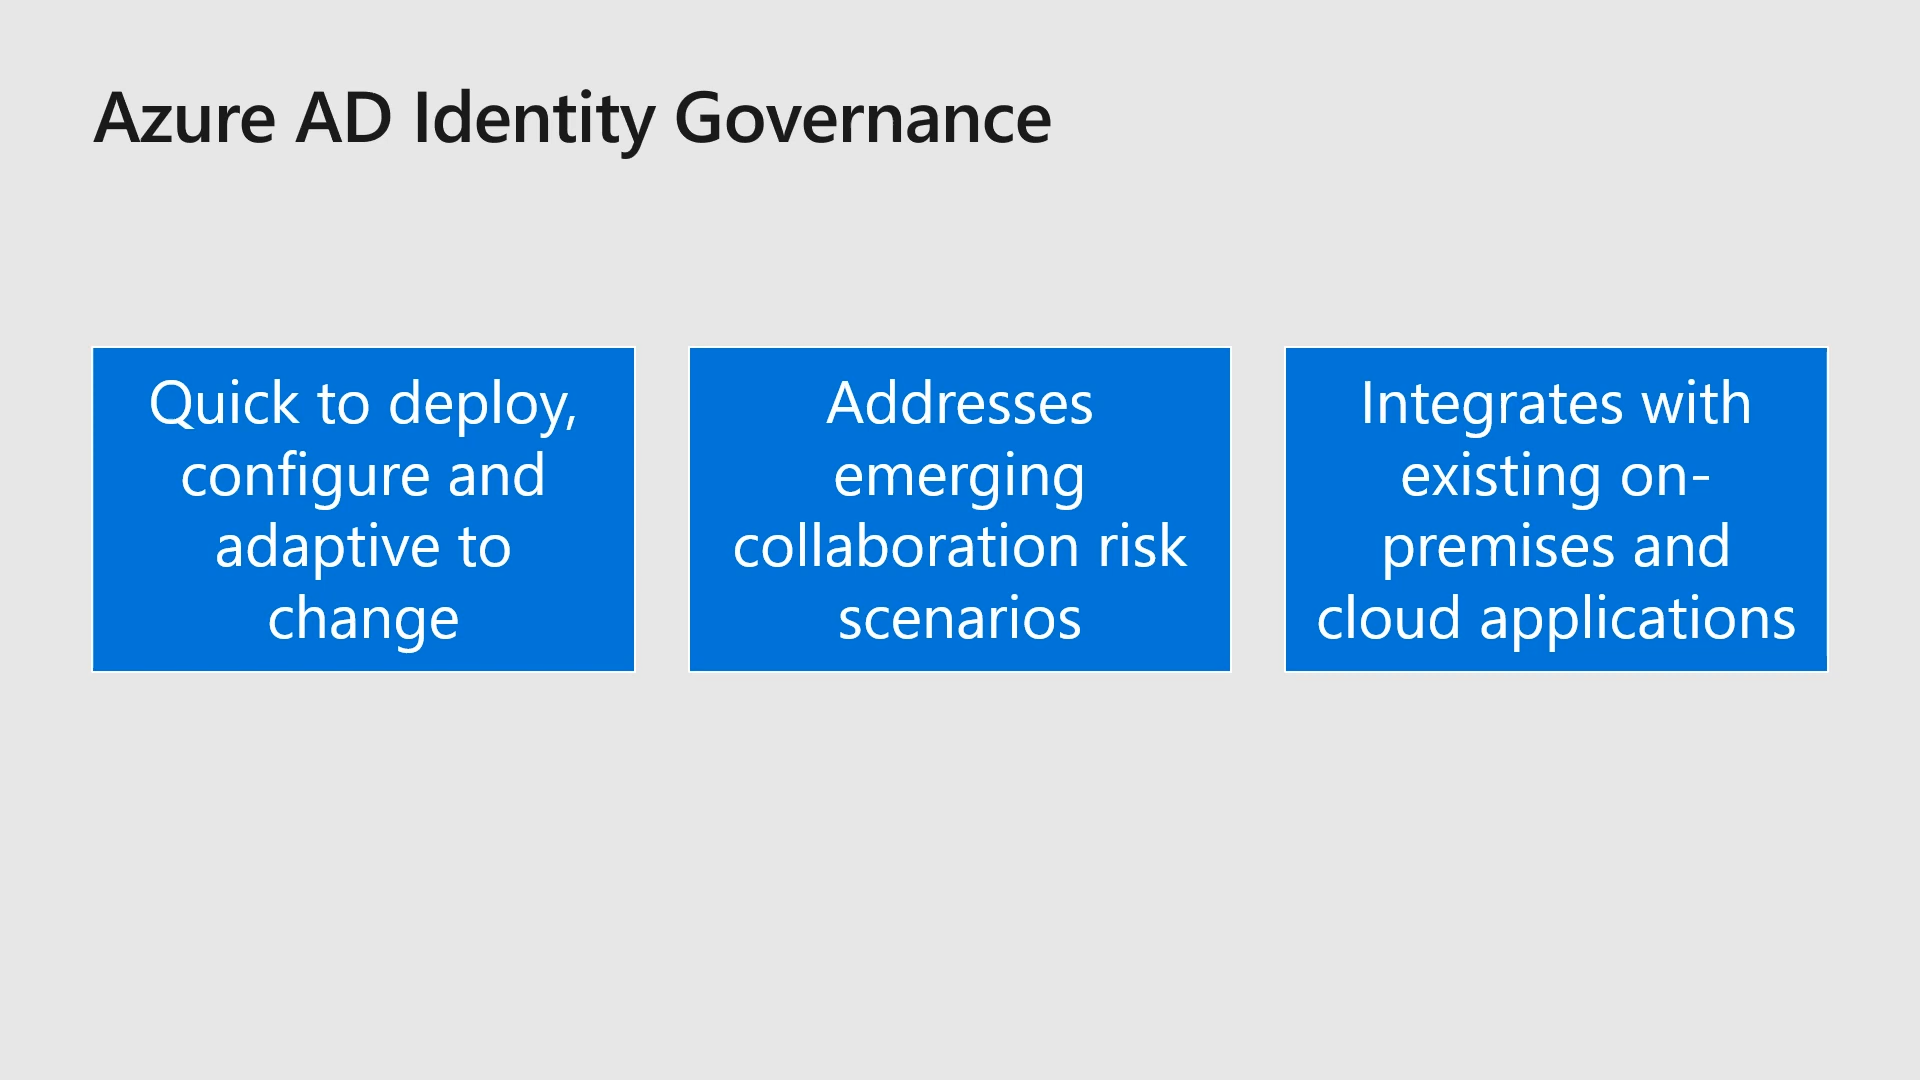 Azure AD Identity Governance
Quick to deploy,
configure and
adaptive to
change
Addresses
emerging
collaboration risk
scenarios
Integrates with
existing on-
premises and
cloud applications